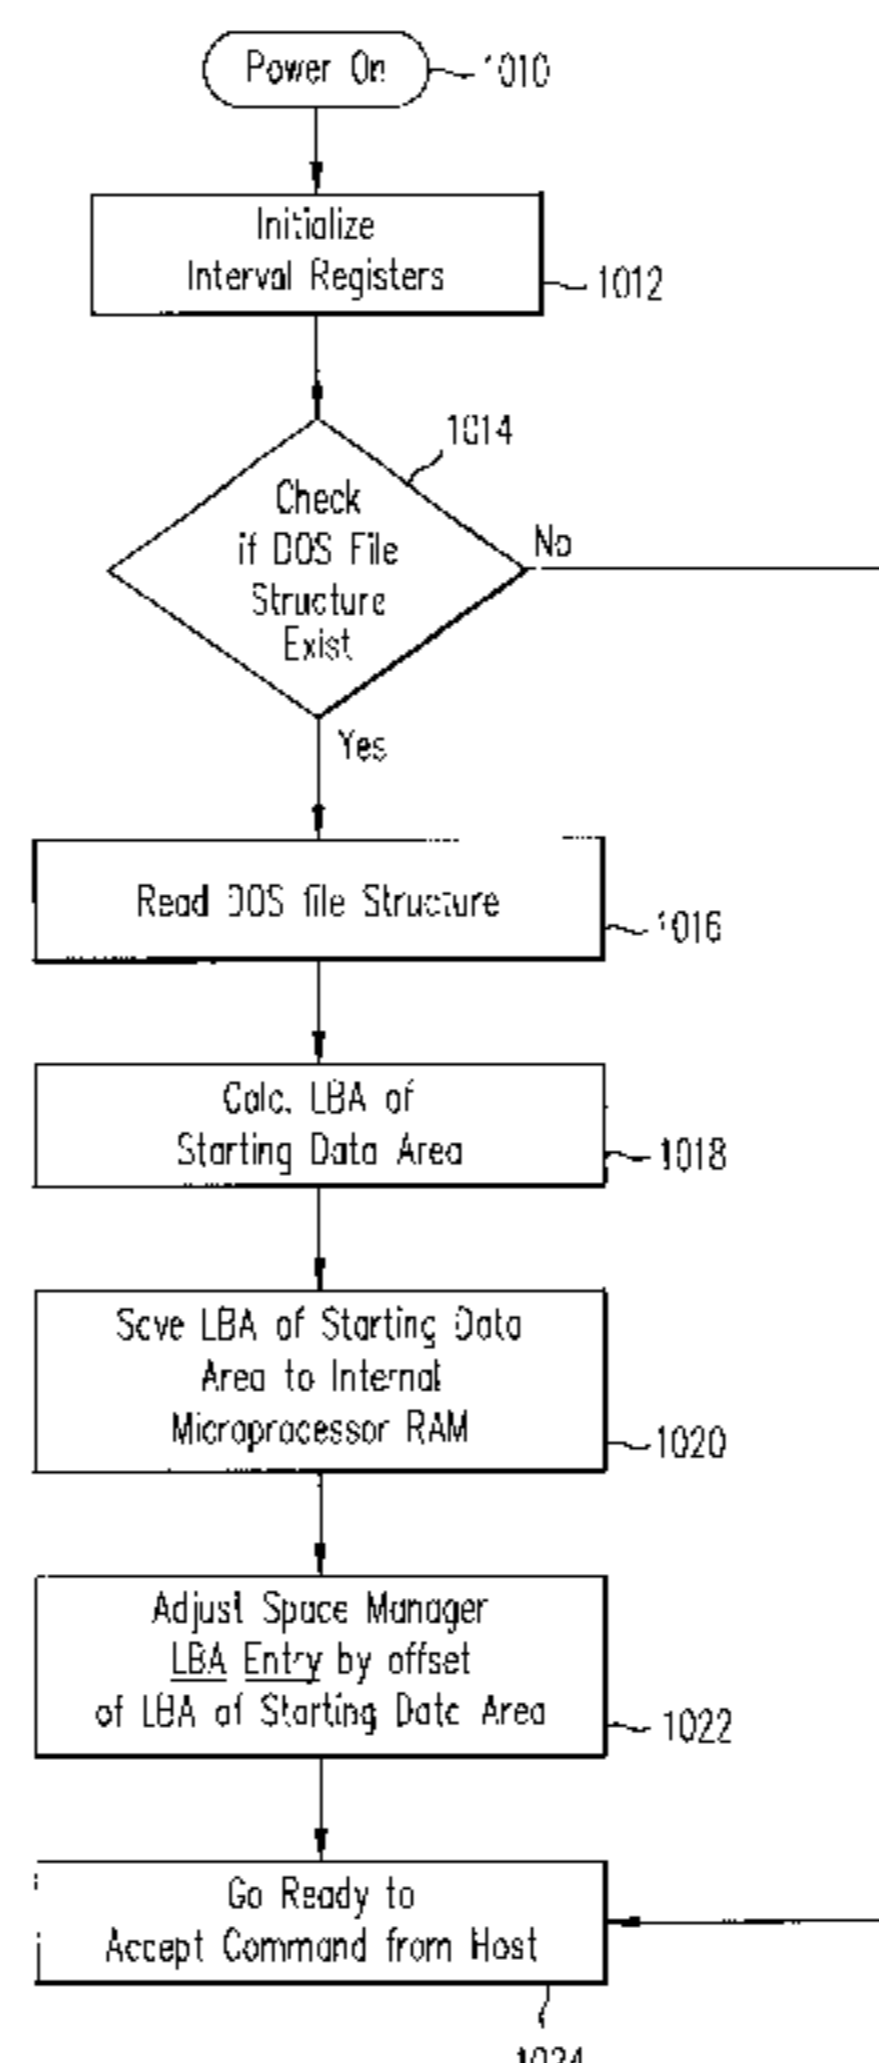 Power On
1010
Initialize
Interval Registers
1012
1014
Check
if DOS File
Structure
Exist
No
Yes
Read DOS file Structure
1016
Calc. LBA of
Starting Data Area
1018
Save LBA of Starting Data
Area to Internal
Microprocessor RAM
1020
Adjust Space Manager
LBA Entry by offset
of LBA of Starting Data Area
1022
Go Ready to
Accept Command from Host
1024